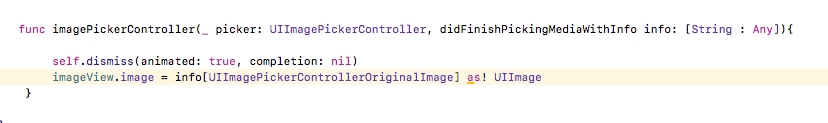 func imagePickerController(_ picker: UIImagePickerController, didFinishPickingMediaWithInfo info: [String : Any]){
self.dismiss(animated: true, completion: nil)
imageView.image = info[UIImagePickerControllerOriginalImage] as! UIImage
}